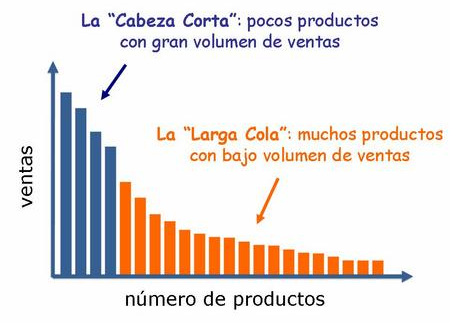 La “Cabeza Corta”: pocos productos
con gran volumen de ventas
La “Larga Cola”: muchos productos
con bajo volumen de ventas
ventas
número de productos